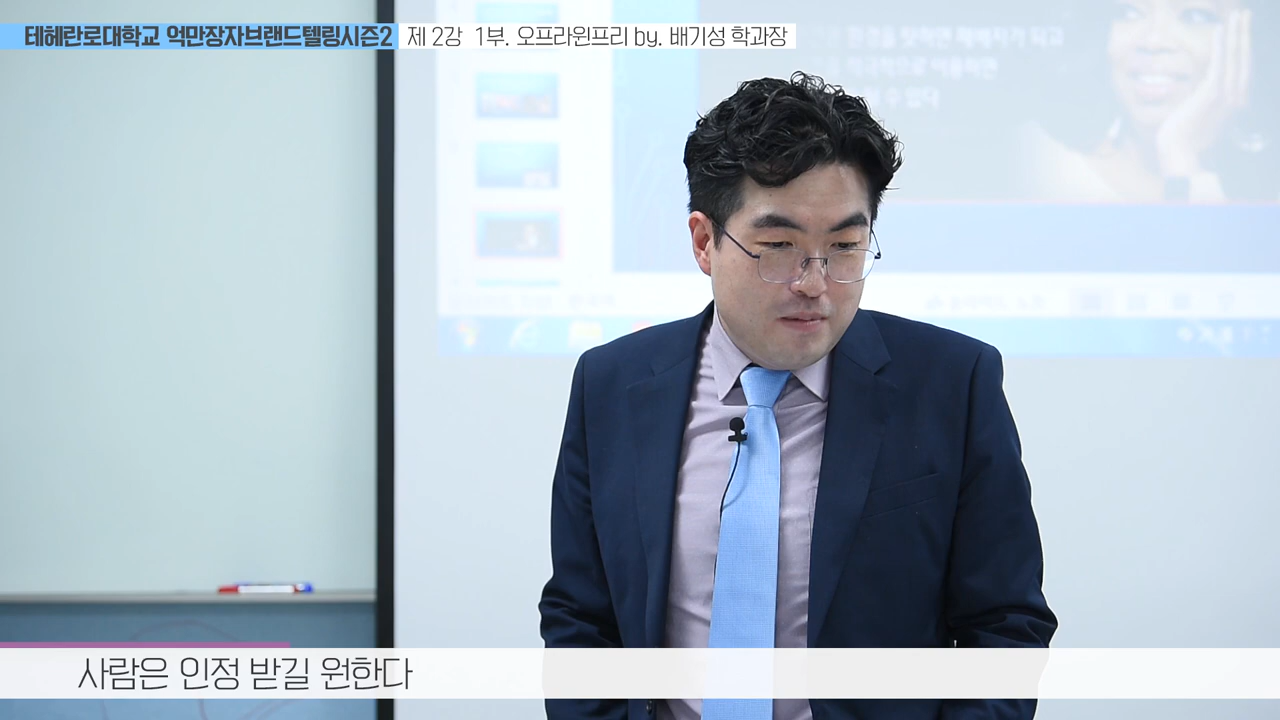 테헤란로대학교 억만장자브랜드텔링시즌2 제 2강 1부. 오프라윈프리 by. 배기성 학과장
사람은 인정 받길 원한다